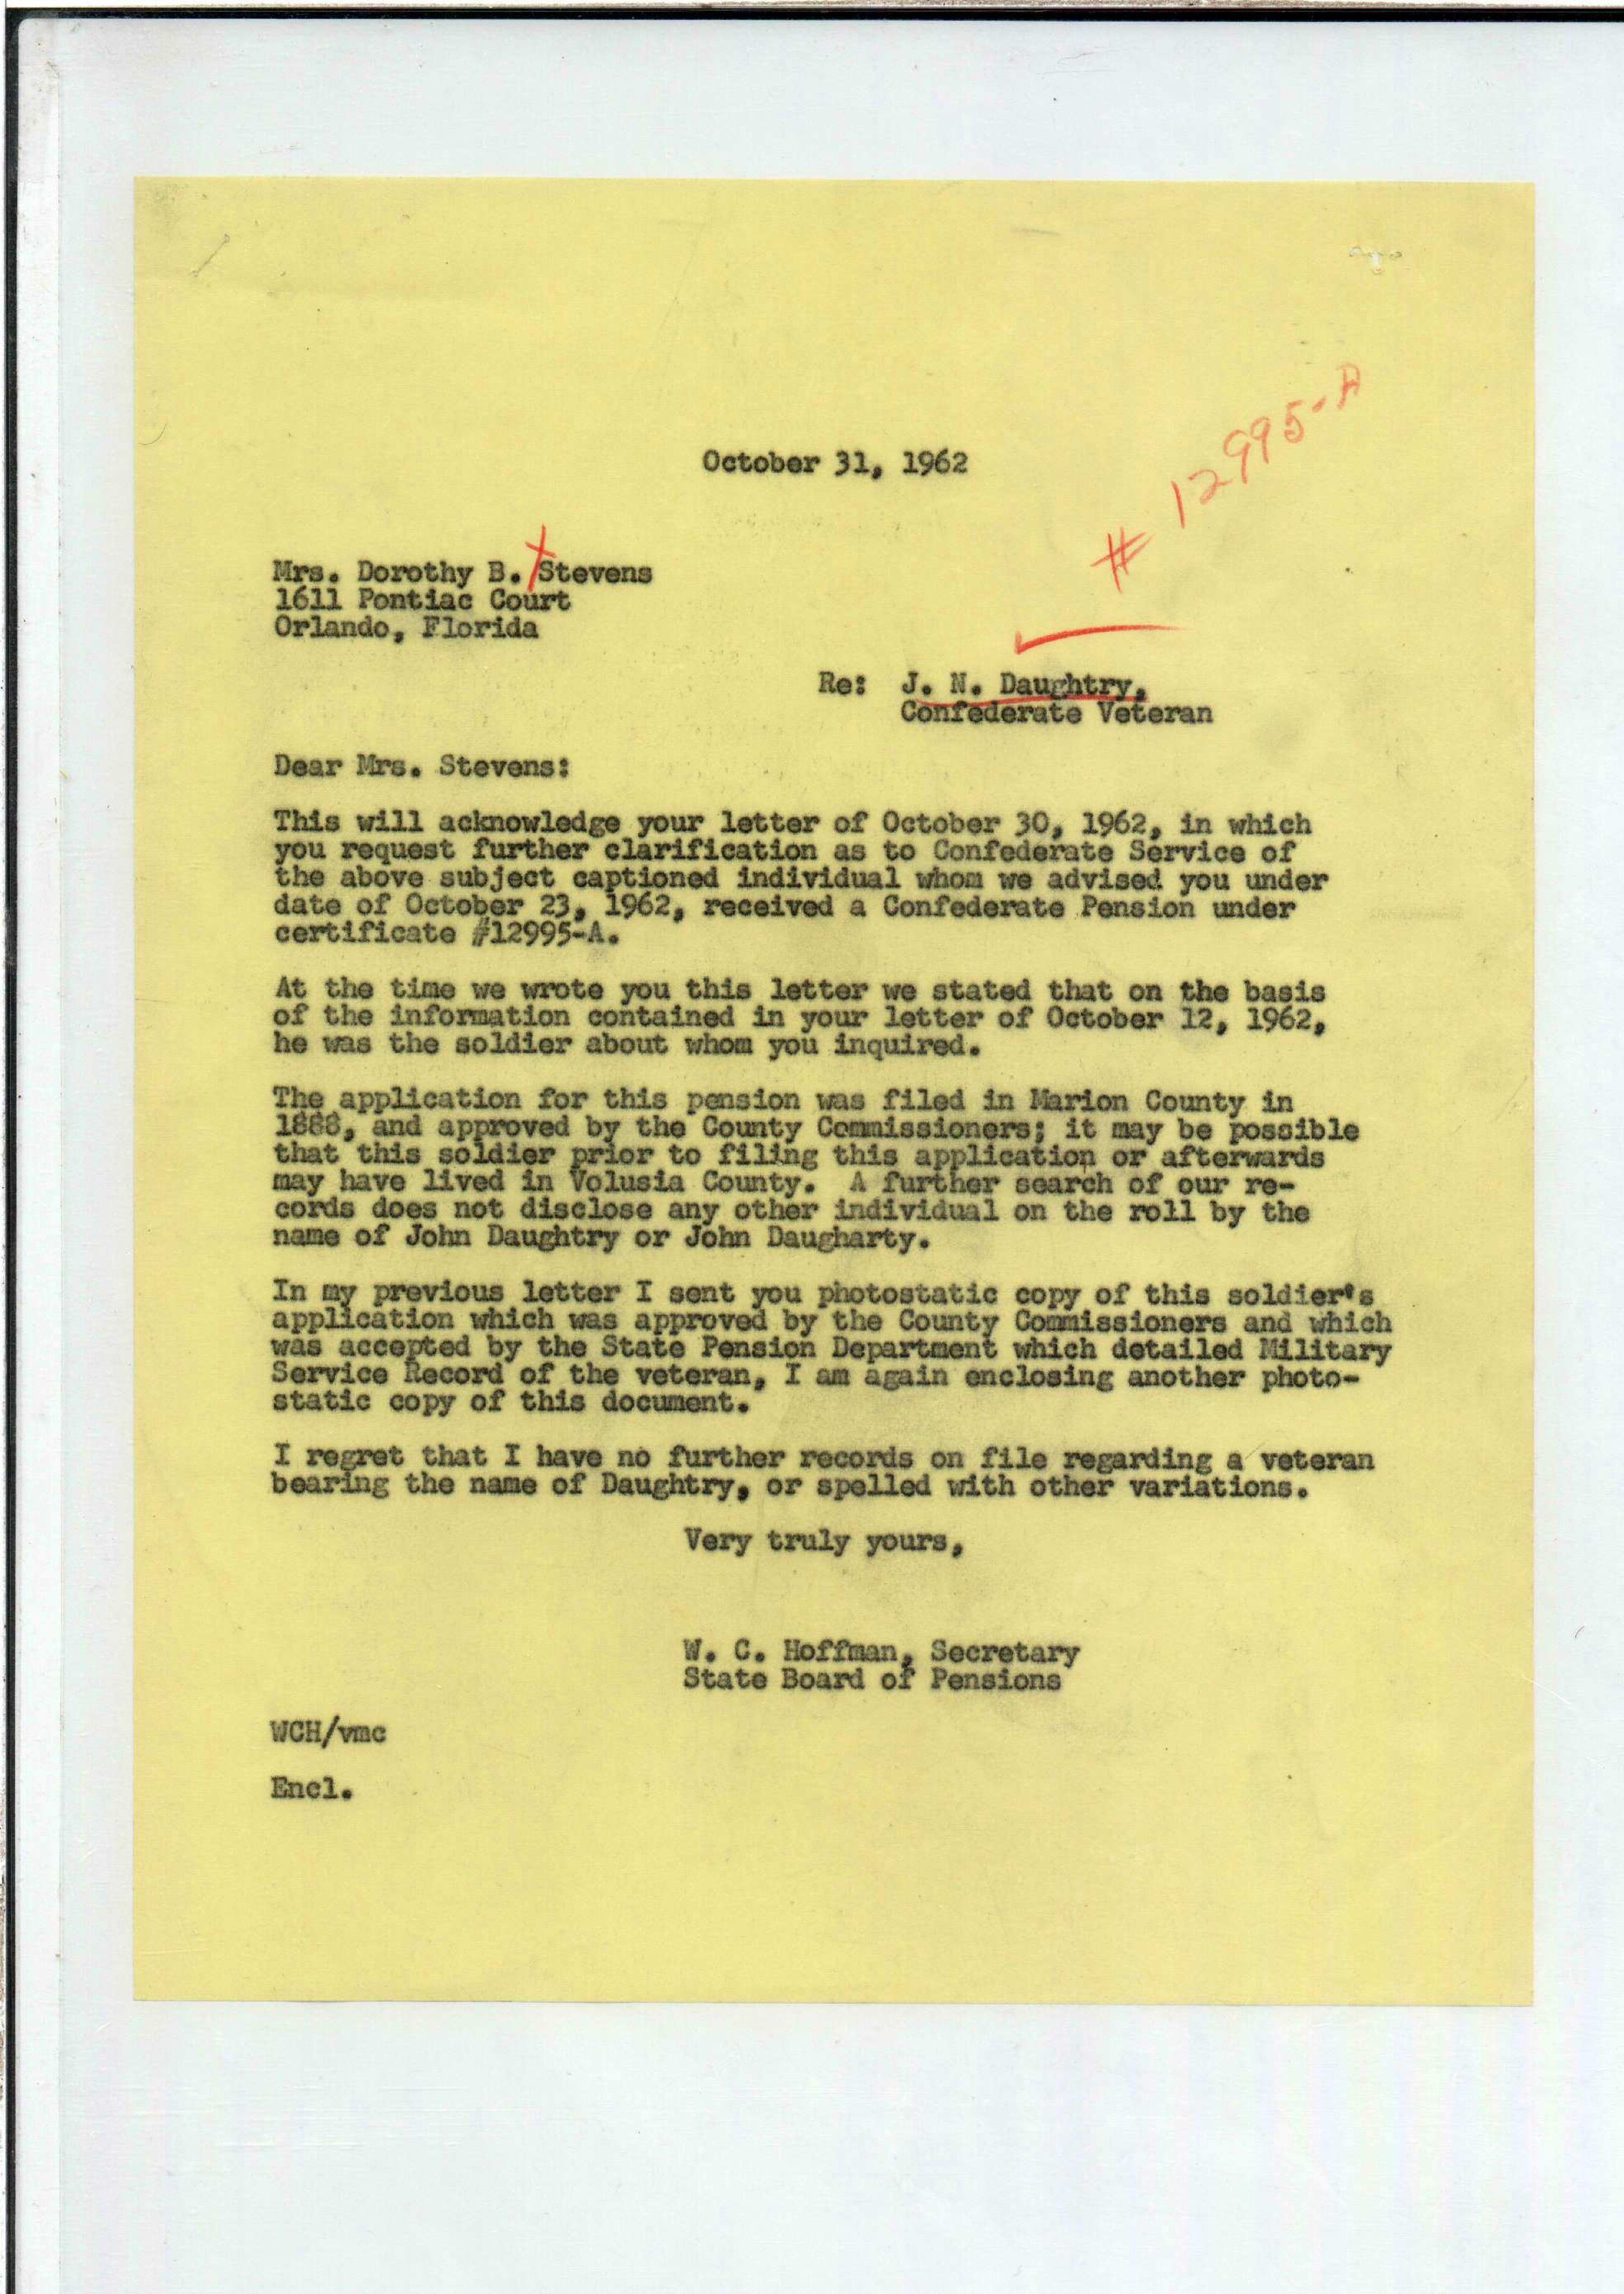 # 12995-A
October 31, 1962
Mrs. Dorothy B. Stevens
1611 Pontiac Court
Orlando, Florida
Re: J. N. Daughtry,
Confederate Veteran
Dear Mrs. Stevens:
This will acknowledge your letter of October 30, 1962, in which
you request further clarification as to Confederate Service of
the above subject captioned individual whom we advised you under
date of October 23, 1962, received a Confederate Pension under
certificate #12995-A.
At the time we wrote you this letter we stated that on the basis
of the information contained in your letter of October 12, 1962,
he was the soldier about whom you inquired.
The application for this pension was filed in Marion County in
1888, and approved by the County Commissioners; it may be possible
that this soldier prior to filing this application or afterwards
may have lived in Volusia County. A further search of our re-
cords does not disclose any other individual on the roll by the
name of John Daughtry or John Daugharty.
In my previous letter I sent you photostatic copy of this soldier's
application which was approved by the County Commissioners and which
was accepted by the State Pension Department which detailed Military
Service Record of the veteran, I am again enclosing another photo-
static copy of this document.
I regret that I have no further records on file regarding a veteran
bearing the name of Daughtry, or spelled with other variations.
Very truly yours,
W. C. Hoffman, Secretary
State Board of Pensions
WCH/vmc
Encl.